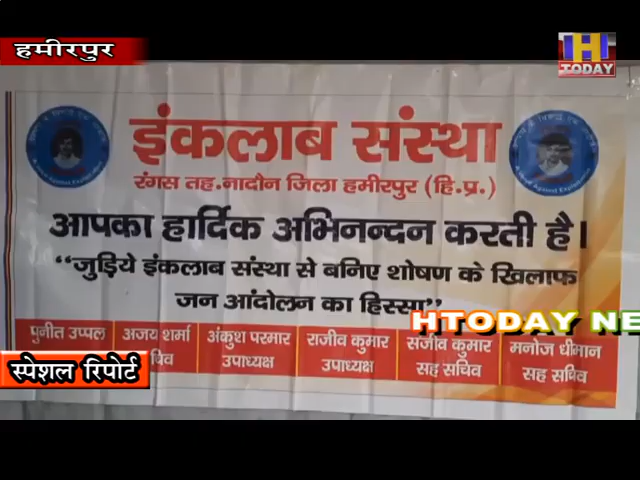 हमीरपुर
H
TODAY
इंकलाब संस्था
रंगस तह.नादौन जिला हमीरपुर (हि.प्र.)
आपका हार्दिक अभिनन्दन करती है।
“जुड़िये इंकलाब संस्था से बनिए शोषण के खिलाफ
जन आंदोलन का हिस्सा”
HTODAY NE
पुनीत उप्पल अजय शर्मा अंकुश परमार राजीव कुमार संजीव कुमार मनोज धीमान
उपाध्यक्ष उपाध्यक्ष सह सचिव सह सचिव
स्पेशल रिपोर्ट